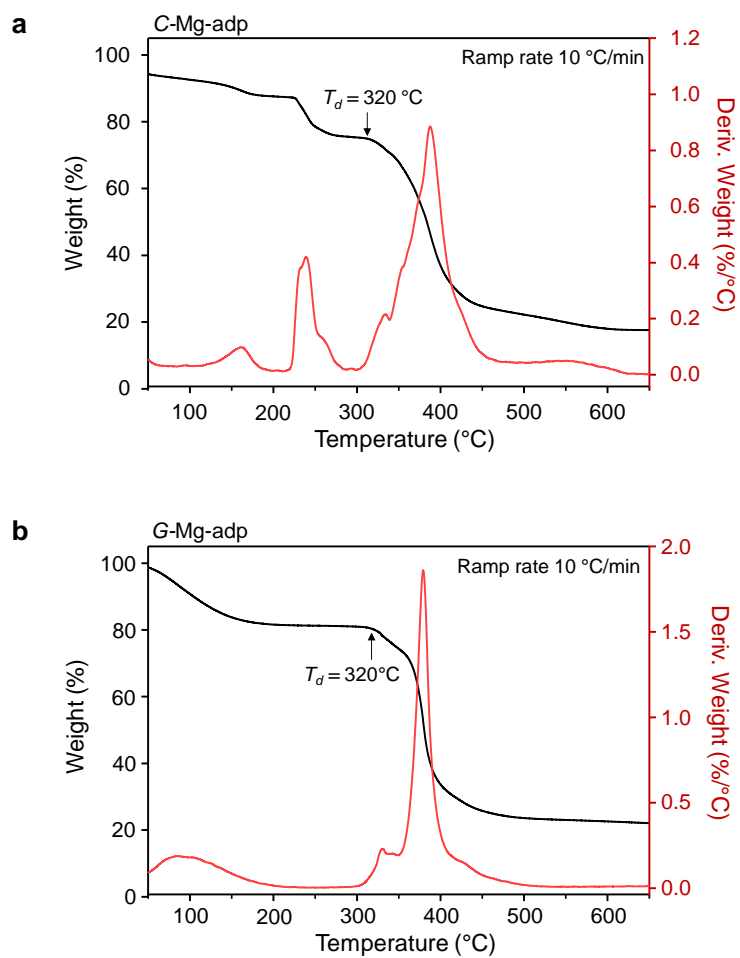 a
C-Mg-adp
Ramp rate 10 °C/min
T_d = 320 °C
Weight (%)
100
80
60
40
20
0
1.2
1.0
0.8
0.6
0.4
0.2
0.0
Deriv. Weight (%/°C)
100 200 300 400 500 600
Temperature (°C)
b
G-Mg-adp
Ramp rate 10 °C/min
T_d = 320°C
Weight (%)
100
80
60
40
20
0
2.0
1.5
1.0
0.5
0.0
Deriv. Weight (%/°C)
100 200 300 400 500 600
Temperature (°C)